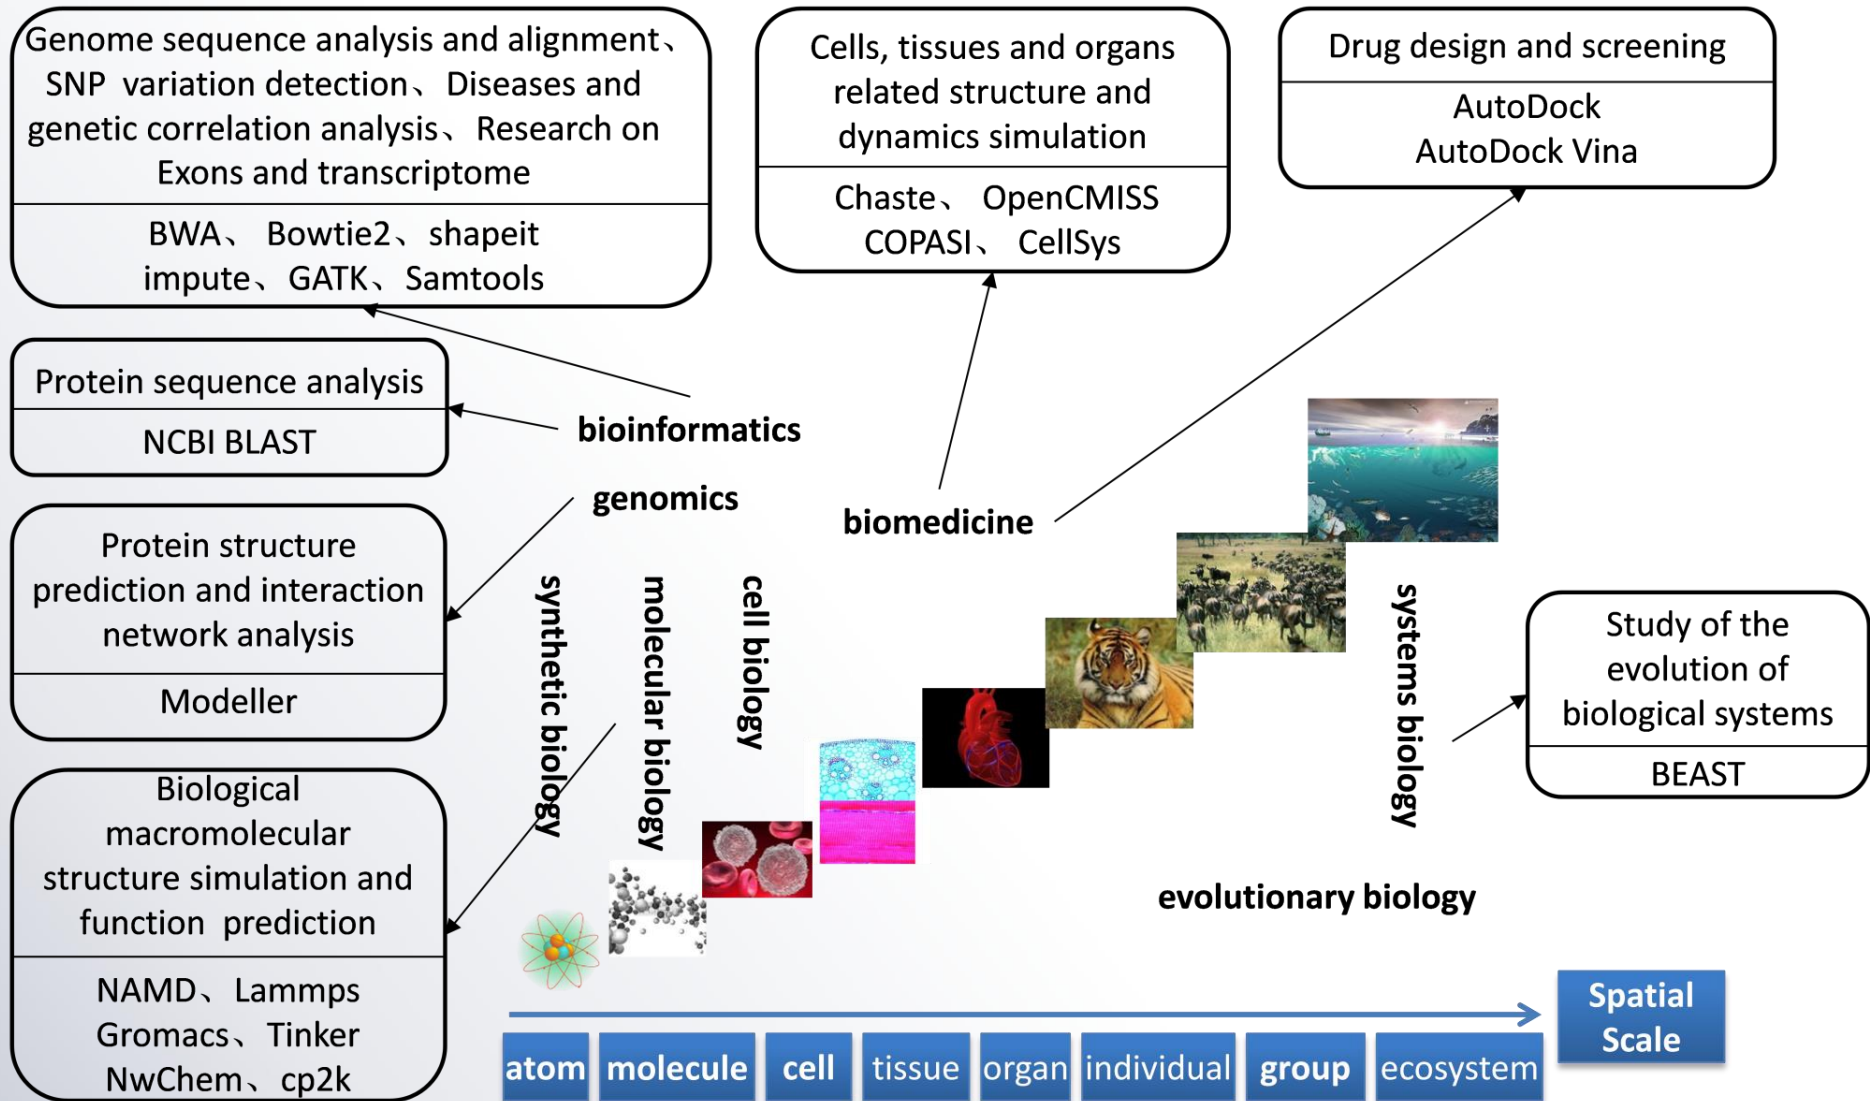 Genome sequence analysis and alignment、
SNP variation detection、Diseases and
genetic correlation analysis、Research on
Exons and transcriptome
BWA、 Bowtie2、shapeit
impute、GATK、Samtools
Cells, tissues and organs
related structure and
dynamics simulation
Chaste、 OpenCMISS
COPASI、 CellSys
Drug design and screening
AutoDock
AutoDock Vina
Protein sequence analysis
NCBI BLAST
bioinformatics
genomics
biomedicine
Protein structure
prediction and interaction
network analysis
Modeller
synthetic biology
molecular biology
cell biology
systems biology
Study of the
evolution of
biological systems
BEAST
Biological
macromolecular
structure simulation and
function prediction
NAMD、Lammps
Gromacs、Tinker
NwChem、cp2k
evolutionary biology
Spatial
Scale
atom
molecule
cell
tissue
organ
individual
group
ecosystem